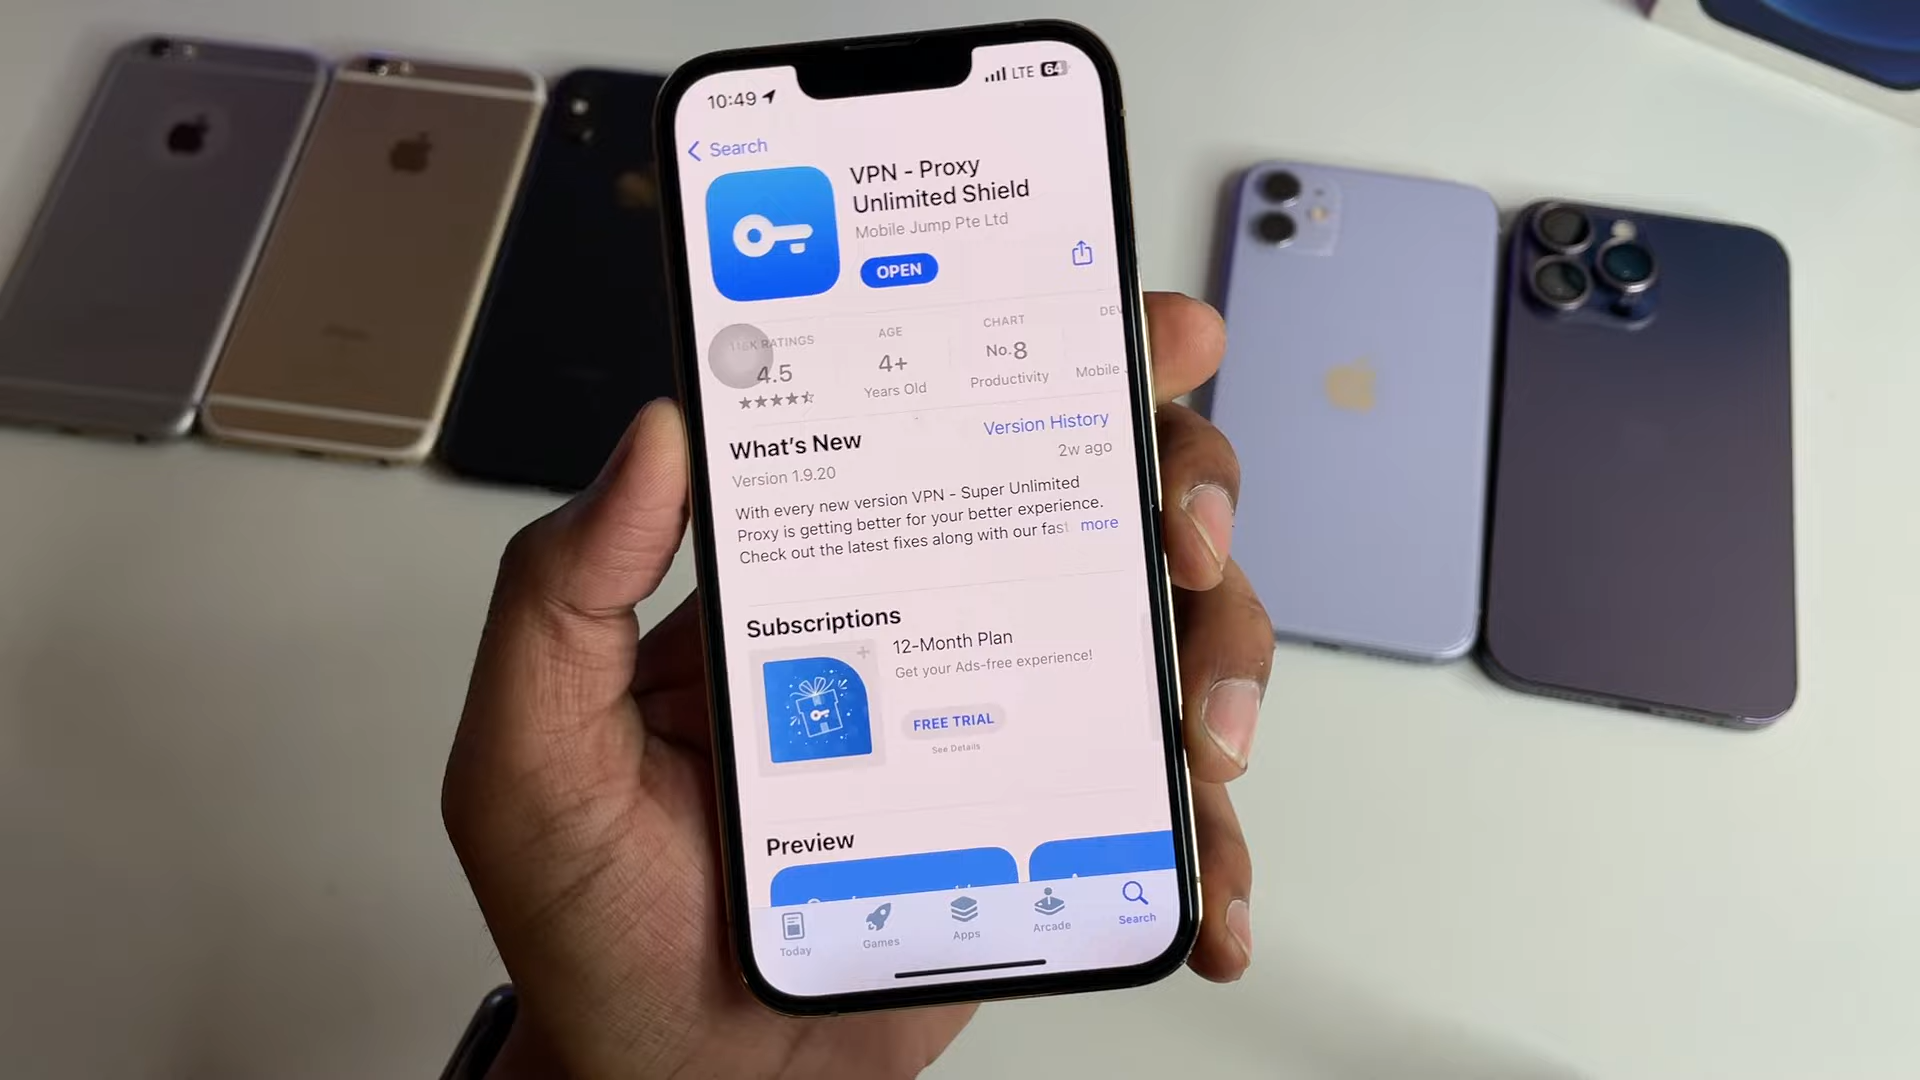 10:49
LTE 64
Search
VPN - Proxy
Unlimited Shield
Mobile Jump Pte Ltd
OPEN
RATINGS
4.5
AGE
4+
Years Old
CHART
No.8
Productivity
DEV
Mobile
What's New
Version History
Version 1.9.20
2w ago
With every new version VPN - Super Unlimited
Proxy is getting better for your better experience.
Check out the latest fixes along with our fast more
Subscriptions
12-Month Plan
Get your Ads-free experience!
FREE TRIAL
See Details
Preview
Today
Games
Apps
Arcade
Search